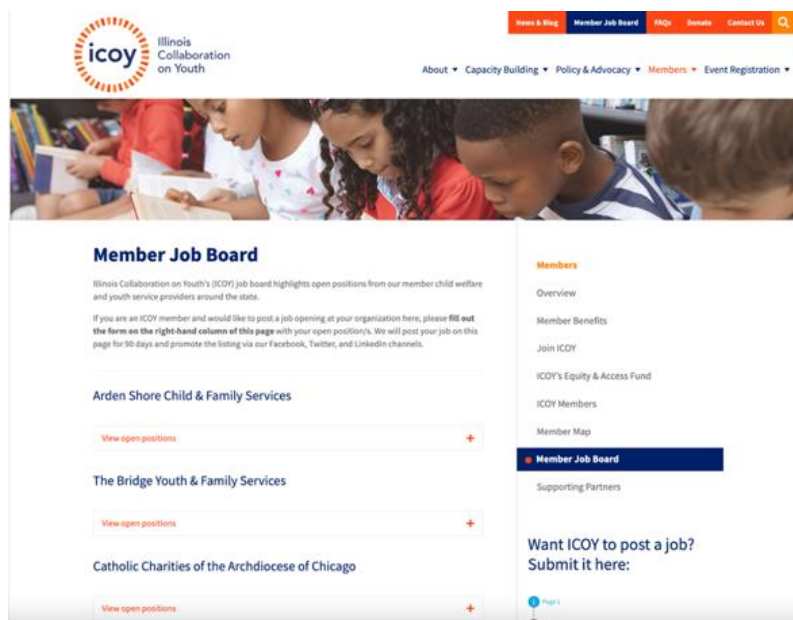 News & Blog Member Job Board FAQs Donate Contact Us
icoy
Illinois
Collaboration
on Youth
About Capacity Building Policy & Advocacy Members Event Registration
Member Job Board
Illinois Collaboration on Youth's (ICOY) job board highlights open positions from our member child welfare
and youth service providers around the state.
If you are an ICOY member and would like to post a job opening at your organization here, please fill out
the form on the right-hand column of this page with your open position/s. We will post your job on this
page for 90 days and promote the listing via our Facebook, Twitter, and LinkedIn channels.
Arden Shore Child & Family Services
View open positions +
The Bridge Youth & Family Services
View open positions +
Catholic Charities of the Archdiocese of Chicago
View open positions +
Members
Overview
Member Benefits
Join ICOY
ICOY's Equity & Access Fund
ICOY Members
Member Map
Member Job Board
Supporting Partners
Want ICOY to post a job?
Submit it here:
1 Page 1